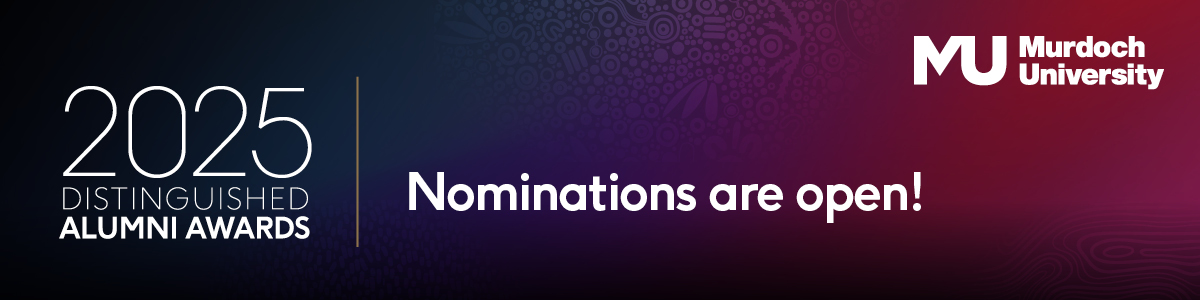 2025
DISTINGUISHED
ALUMNI AWARDS
Nominations are open!
MU
Murdoch
University